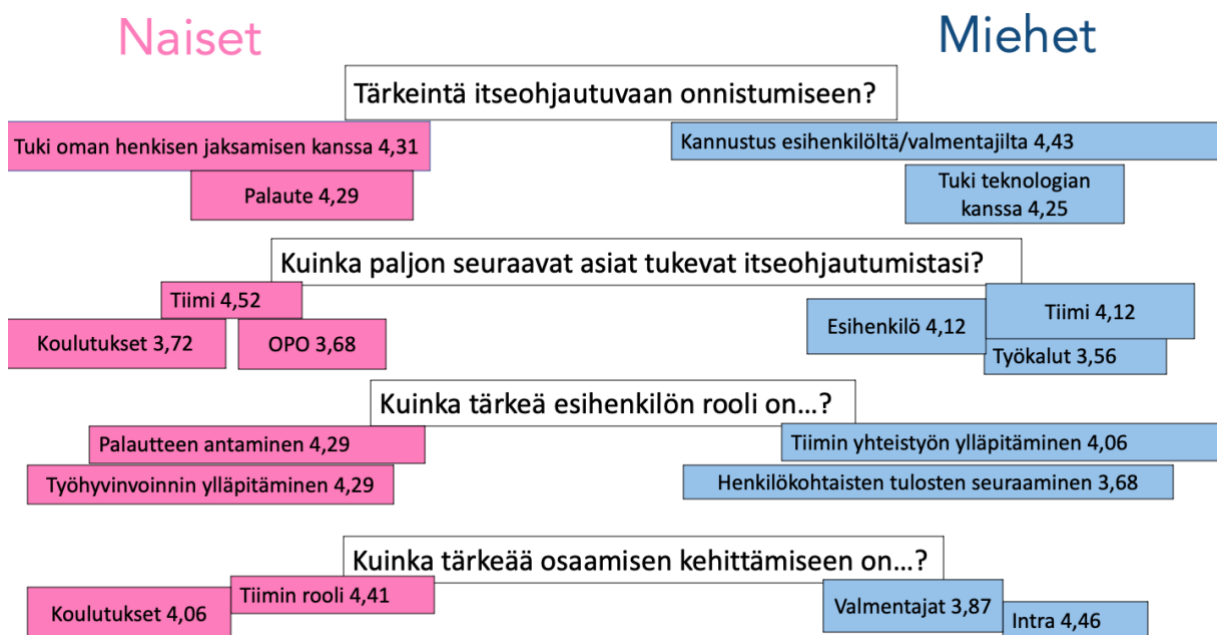 Naiset
Miehet
Tärkeintä itseohjautuvaan onnistumiseen?
Tuki oman henkisen jaksamisen kanssa 4,31
Kannustus esihenkilöltä/valmentajilta 4,43
Palaute 4,29
Tuki teknologian
kanssa 4,25
Kuinka paljon seuraavat asiat tukevat itseohjautumistasi?
Tiimi 4,52
Koulutukset 3,72
OPO 3,68
Esihenkilö 4,12
Tiimi 4,12
Työkalut 3,56
Kuinka tärkeä esihenkilön rooli on...?
Palautteen antaminen 4,29
Tiimin yhteistyön ylläpitäminen 4,06
Työhyvinvoinnin ylläpitäminen 4,29
Henkilökohtaisten tulosten seuraaminen 3,68
Kuinka tärkeää osaamisen kehittämiseen on...?
Tiimin rooli 4,41
Koulutukset 4,06
Valmentajat 3,87
Intra 4,46